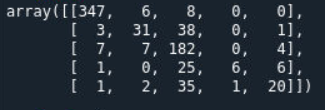 array([[347, 6, 8, 0, 0],
[ 3, 31, 38, 0, 1],
[ 7, 7, 182, 0, 4],
[ 1, 0, 25, 6, 6],
[ 1, 2, 35, 1, 20]])